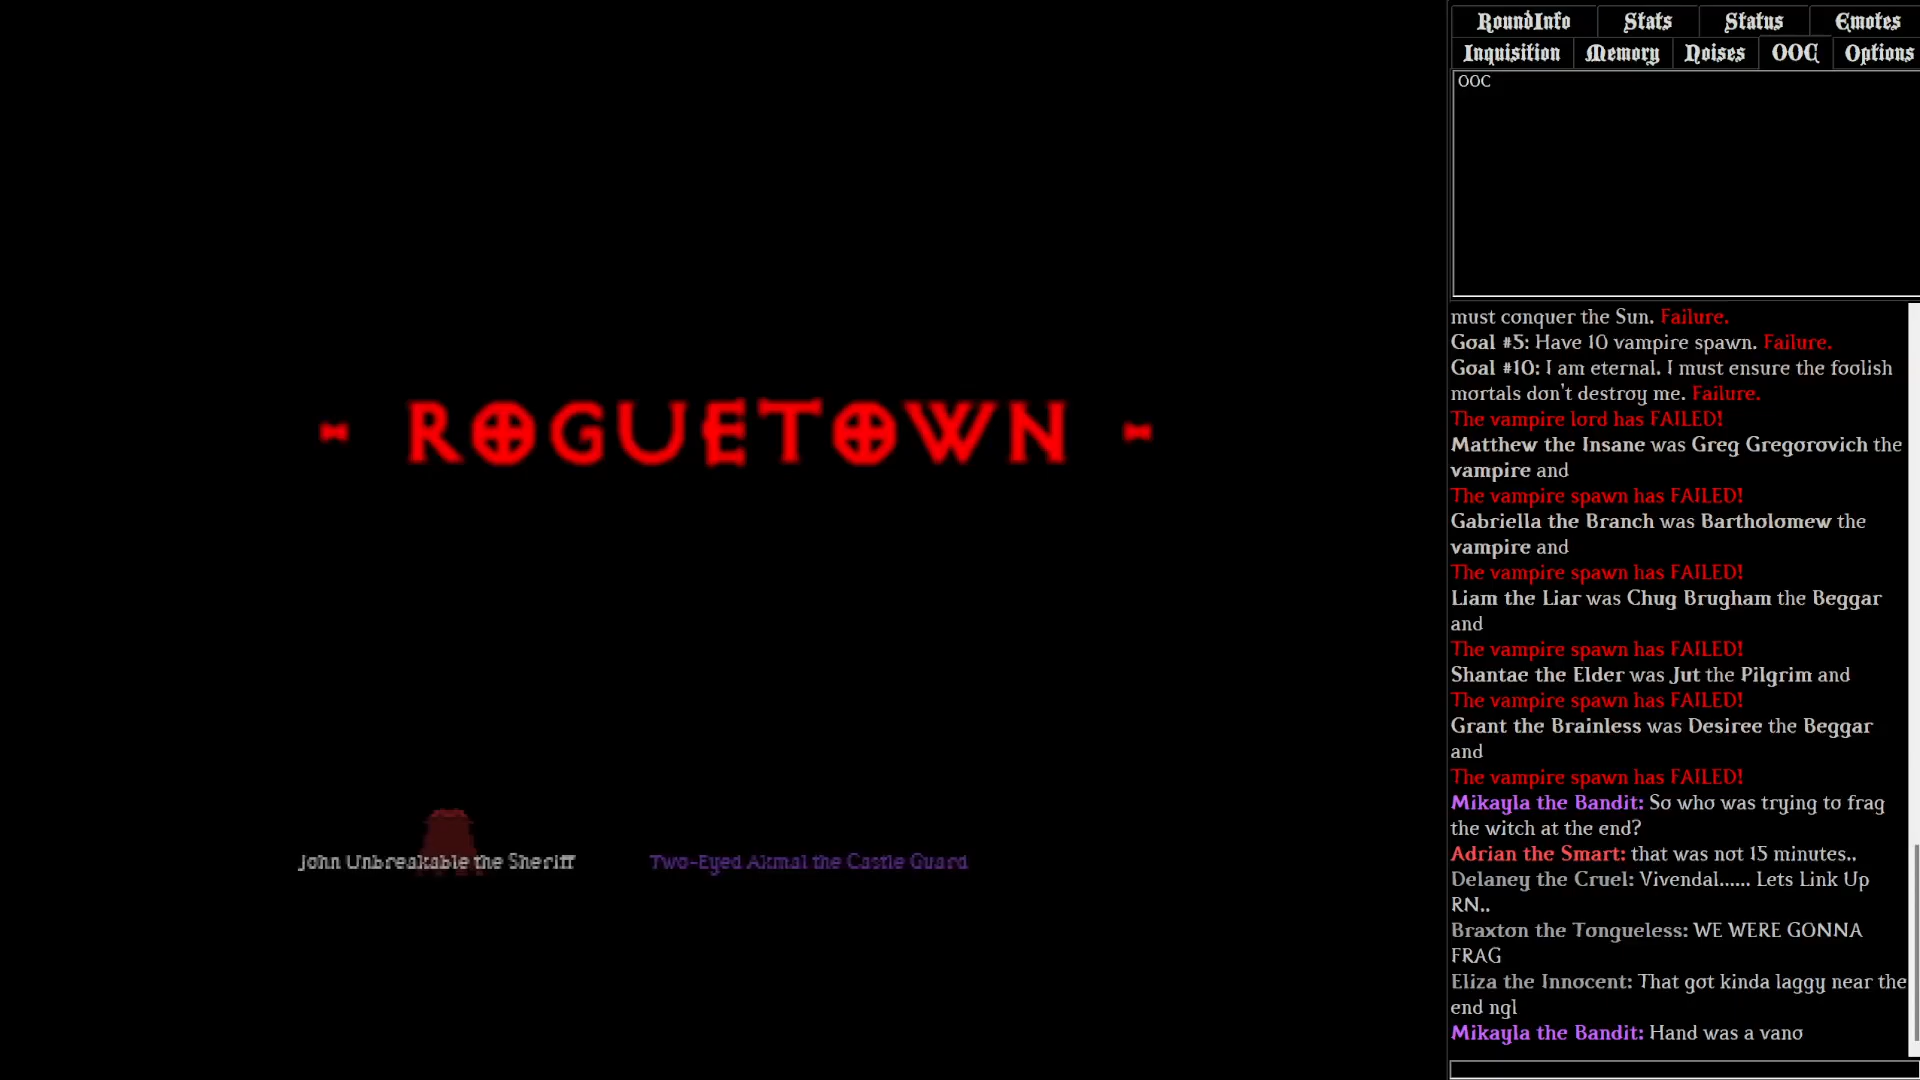 RoundInfo Stats Status Emotes
Inquisition Memory Noises OOC Options
OOC
- ROGUETOWN -
John Unbreakable the Sheriff
Two-Eyed Akmal the Castle Guard
must conquer the Sun. Failure.
Goal #5: Have 10 vampire spawn. Failure.
Goal #10: I am eternal. I must ensure the foolish
mortals don't destroy me. Failure.
The vampire lord has FAILED!
Matthew the Insane was Greg Gregorovich the
vampire and
The vampire spawn has FAILED!
Gabriella the Branch was Bartholomew the
vampire and
The vampire spawn has FAILED!
Liam the Liar was Chug Brugham the Beggar
and
The vampire spawn has FAILED!
Shantae the Elder was Jut the Pilgrim and
The vampire spawn has FAILED!
Grant the Brainless was Desiree the Beggar
and
The vampire spawn has FAILED!
Mikayla the Bandit: So who was trying to frag
the witch at the end?
Adrian the Smart: that was not 15 minutes..
Delaney the Cruel: Vivendal...... Lets Link Up
RN..
Braxton the Tongueless: WE WERE GONNA
FRAG
Eliza the Innocent: That got kinda laggy near the
end ngl
Mikayla the Bandit: Hand was a vano